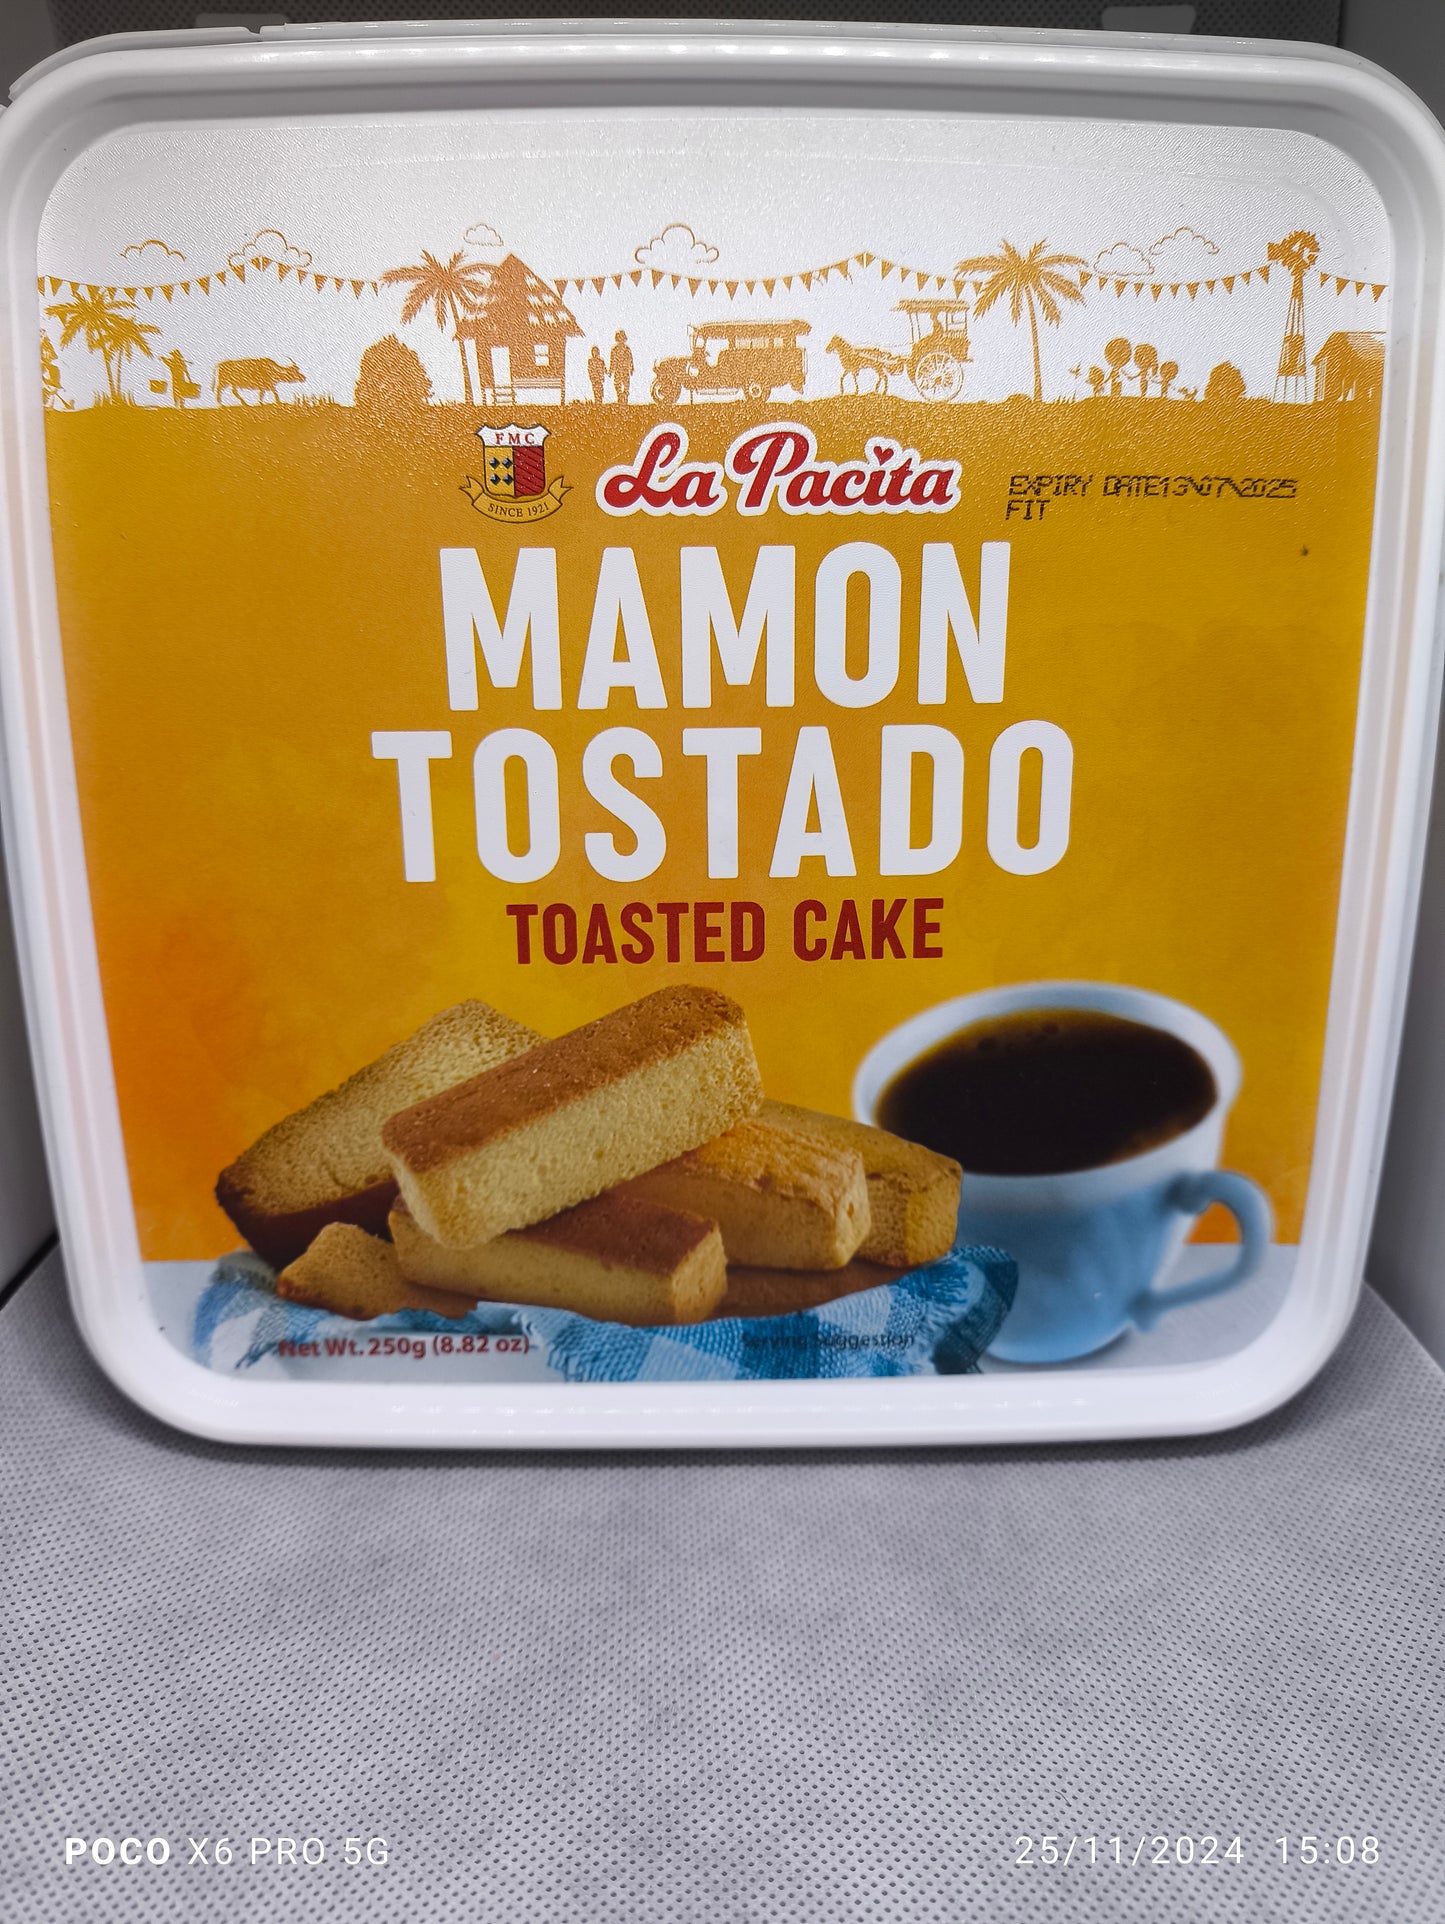 FMC
SINCE 1921
La Pacita
EXPIRY DATE13\07\2025
FIT
MAMON
TOSTADO
TOASTED CAKE
Net Wt. 250g (8.82 oz)
Serving Suggestion
POCO X6 PRO 5G
25/11/2024 15:08